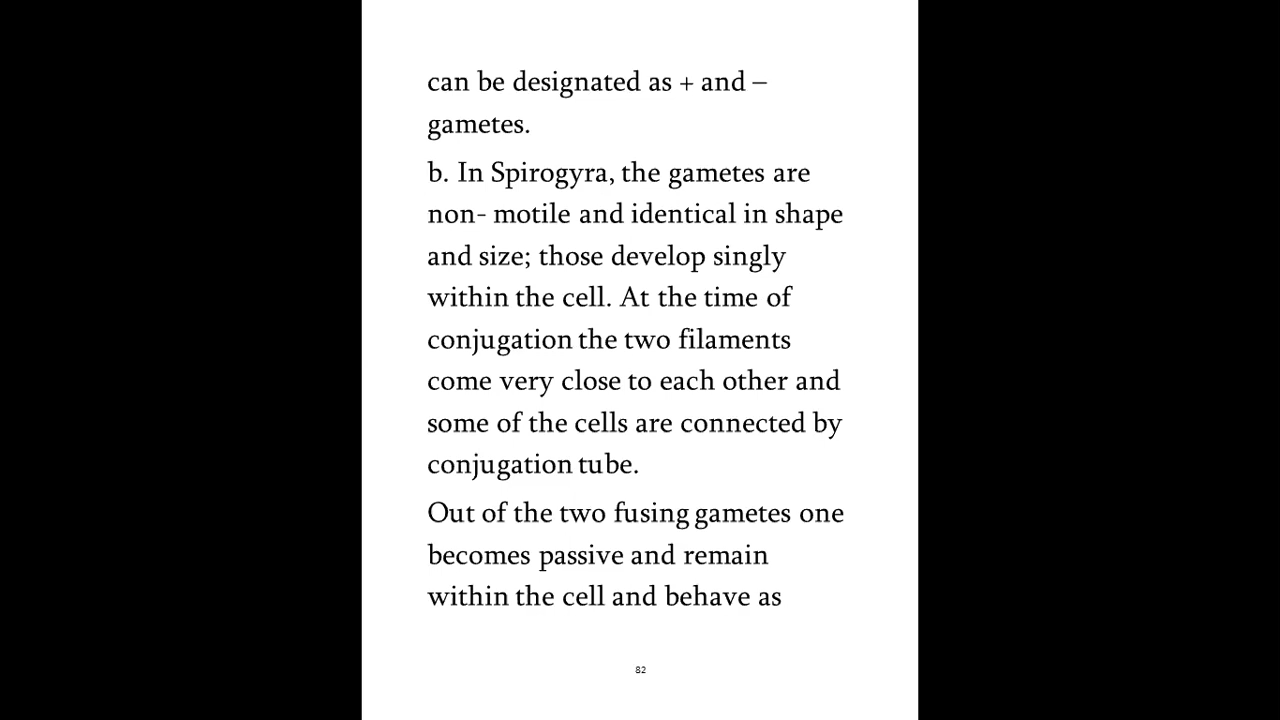 can be designated as + and –
gametes.
b. In Spirogyra, the gametes are
non- motile and identical in shape
and size; those develop singly
within the cell. At the time of
conjugation the two filaments
come very close to each other and
some of the cells are connected by
conjugation tube.
Out of the two fusing gametes one
becomes passive and remain
within the cell and behave as
82